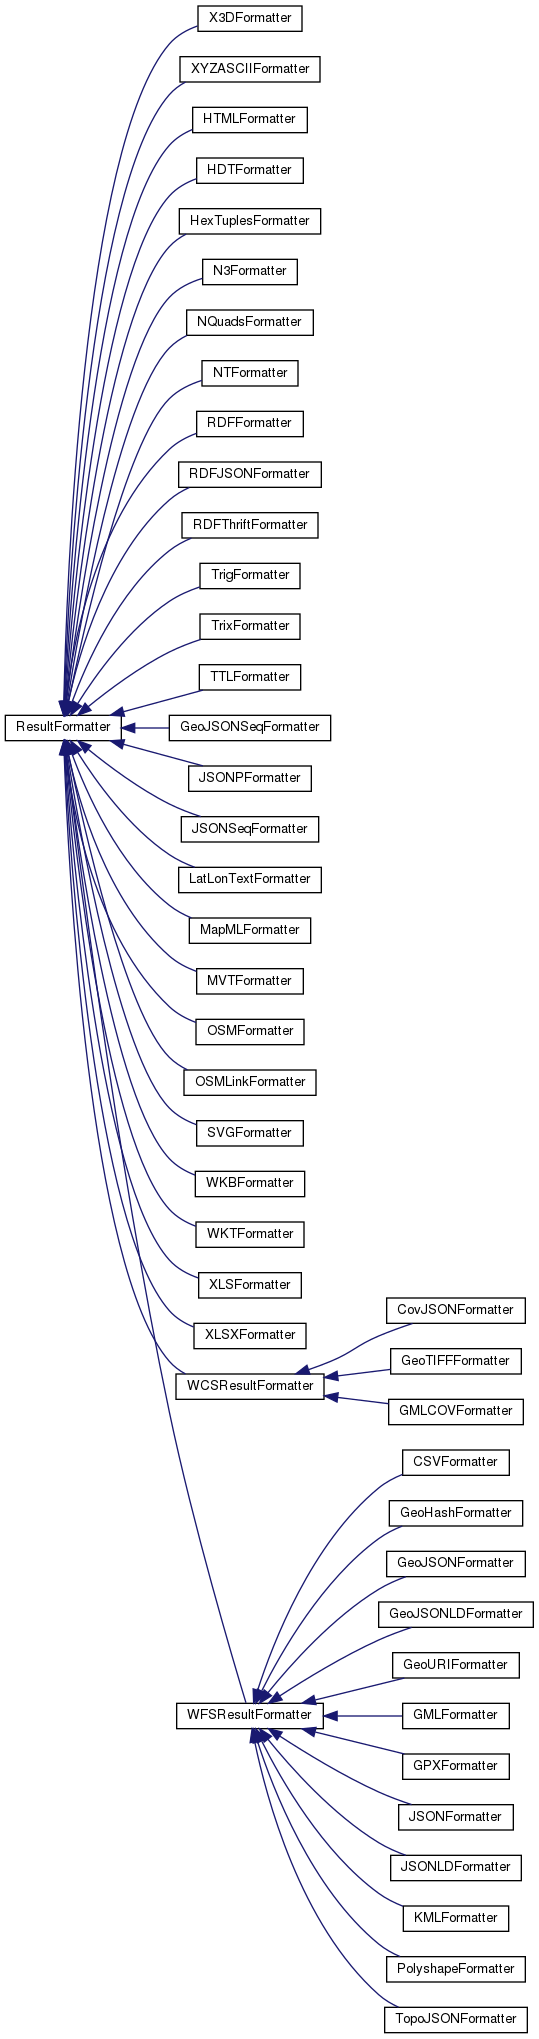 X3DFormatter
XYZASCIIFormatter
HTMLFormatter
HDTFormatter
HexTuplesFormatter
N3Formatter
NQuadsFormatter
NTFormatter
RDFFormatter
RDFJSONFormatter
RDFThriftFormatter
TrigFormatter
TrixFormatter
TTLFormatter
ResultFormatter
GeoJSONSeqFormatter
JSONPFormatter
JSONSeqFormatter
LatLonTextFormatter
MapMLFormatter
MVTFormatter
OSMFormatter
OSMLinkFormatter
SVGFormatter
WKBFormatter
WKTFormatter
XLSFormatter
XLSXFormatter
WCSResultFormatter
CovJSONFormatter
GeoTIFFFormatter
GMLCOVFormatter
CSVFormatter
GeoHashFormatter
GeoJSONFormatter
GeoJSONLDFormatter
GeoURIFormatter
WFSResultFormatter
GMLFormatter
GPXFormatter
JSONFormatter
JSONLDFormatter
KMLFormatter
PolyshapeFormatter
TopoJSONFormatter